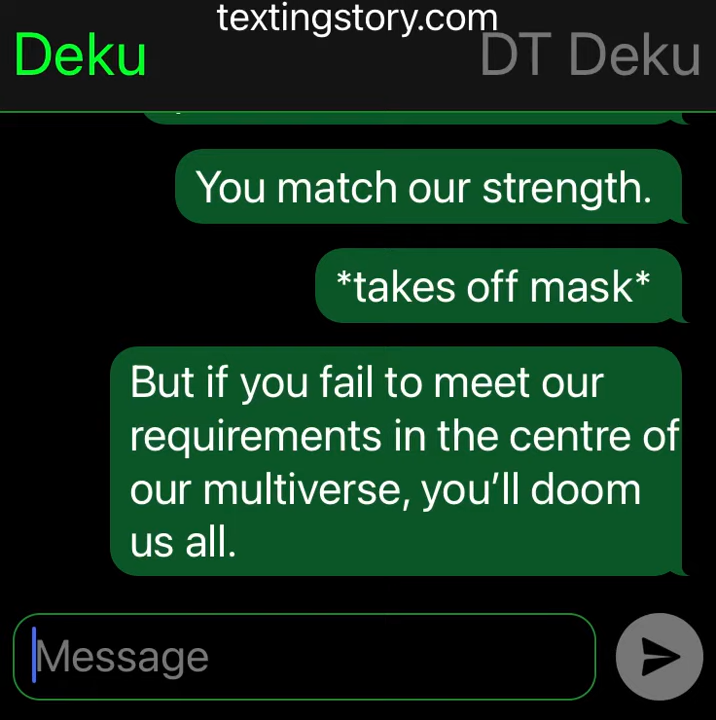 textingstory.com
Deku
DT Deku
You match our strength.
*takes off mask*
But if you fail to meet our
requirements in the centre of
our multiverse, you’ll doom
us all.
Message